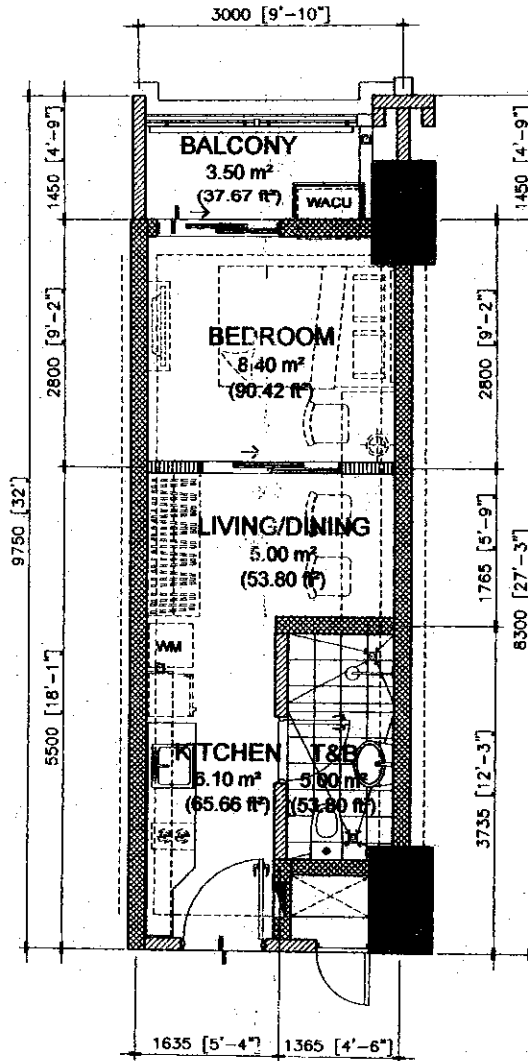 3000 [9'-10"]
1450 [4'-9"]
1450 [4'-9"]
BALCONY
3.50 m²
(37.67 ft²)
WACU
2800 [9'-2"]
2800 [9'-2"]
BEDROOM
8.40 m²
(90.42 ft²)
9750 [32']
8300 [27'-3"]
1765 [5'-9"]
LIVING/DINING
5.00 m²
(53.80 ft²)
WM
5500 [18'-1"]
3735 [12'-3"]
KITCHEN
6.10 m²
(65.66 ft²)
T&B
5.00 m²
(53.80 ft²)
1635 [5'-4"]
1365 [4'-6"]